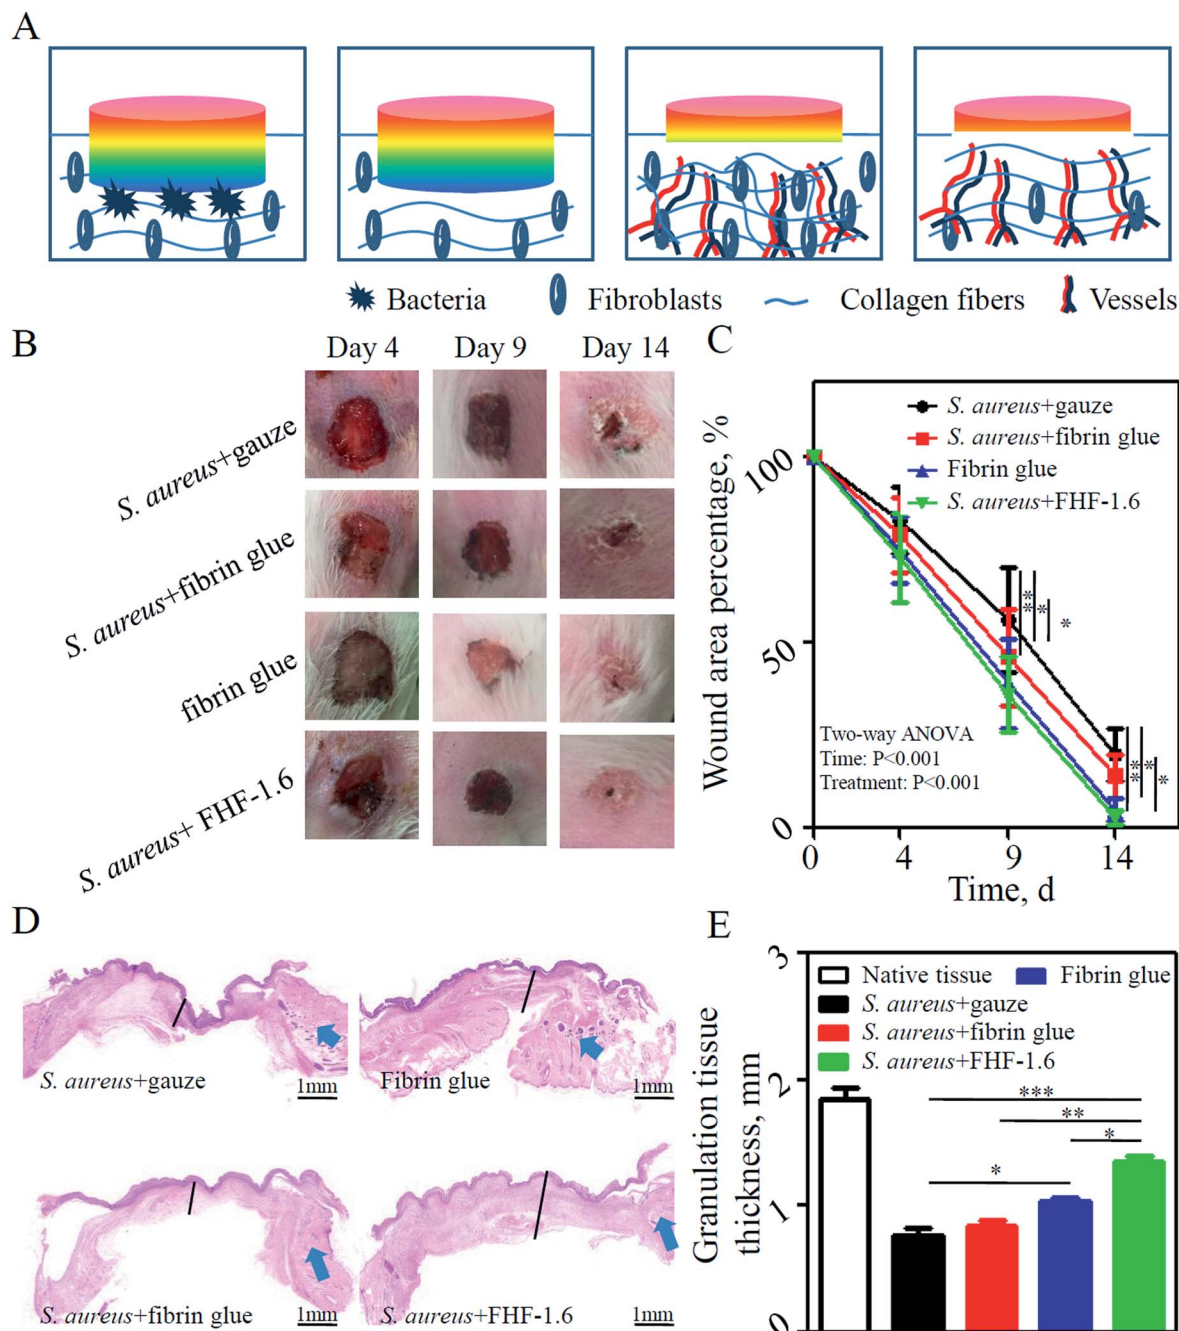 A
Bacteria
Fibroblasts
Collagen fibers
Vessels
B
Day 4
Day 9
Day 14
S. aureus+gauze
S. aureus+fibrin glue
fibrin glue
S. aureus+ FHF-1.6
C
Wound area percentage, %
100
50
0
S. aureus+gauze
S. aureus+fibrin glue
Fibrin glue
S. aureus+FHF-1.6
**
*
*
Two-way ANOVA
Time: P<0.001
Treatment: P<0.001
**
*
*
0
4
9
14
Time, d
D
S. aureus+gauze
1mm
Fibrin glue
1mm
S. aureus+fibrin glue
1mm
S. aureus+FHF-1.6
1mm
E
Granulation tissue
thickness, mm
3
2
1
0
Native tissue
Fibrin glue
S. aureus+gauze
S. aureus+fibrin glue
S. aureus+FHF-1.6
***
**
*
*